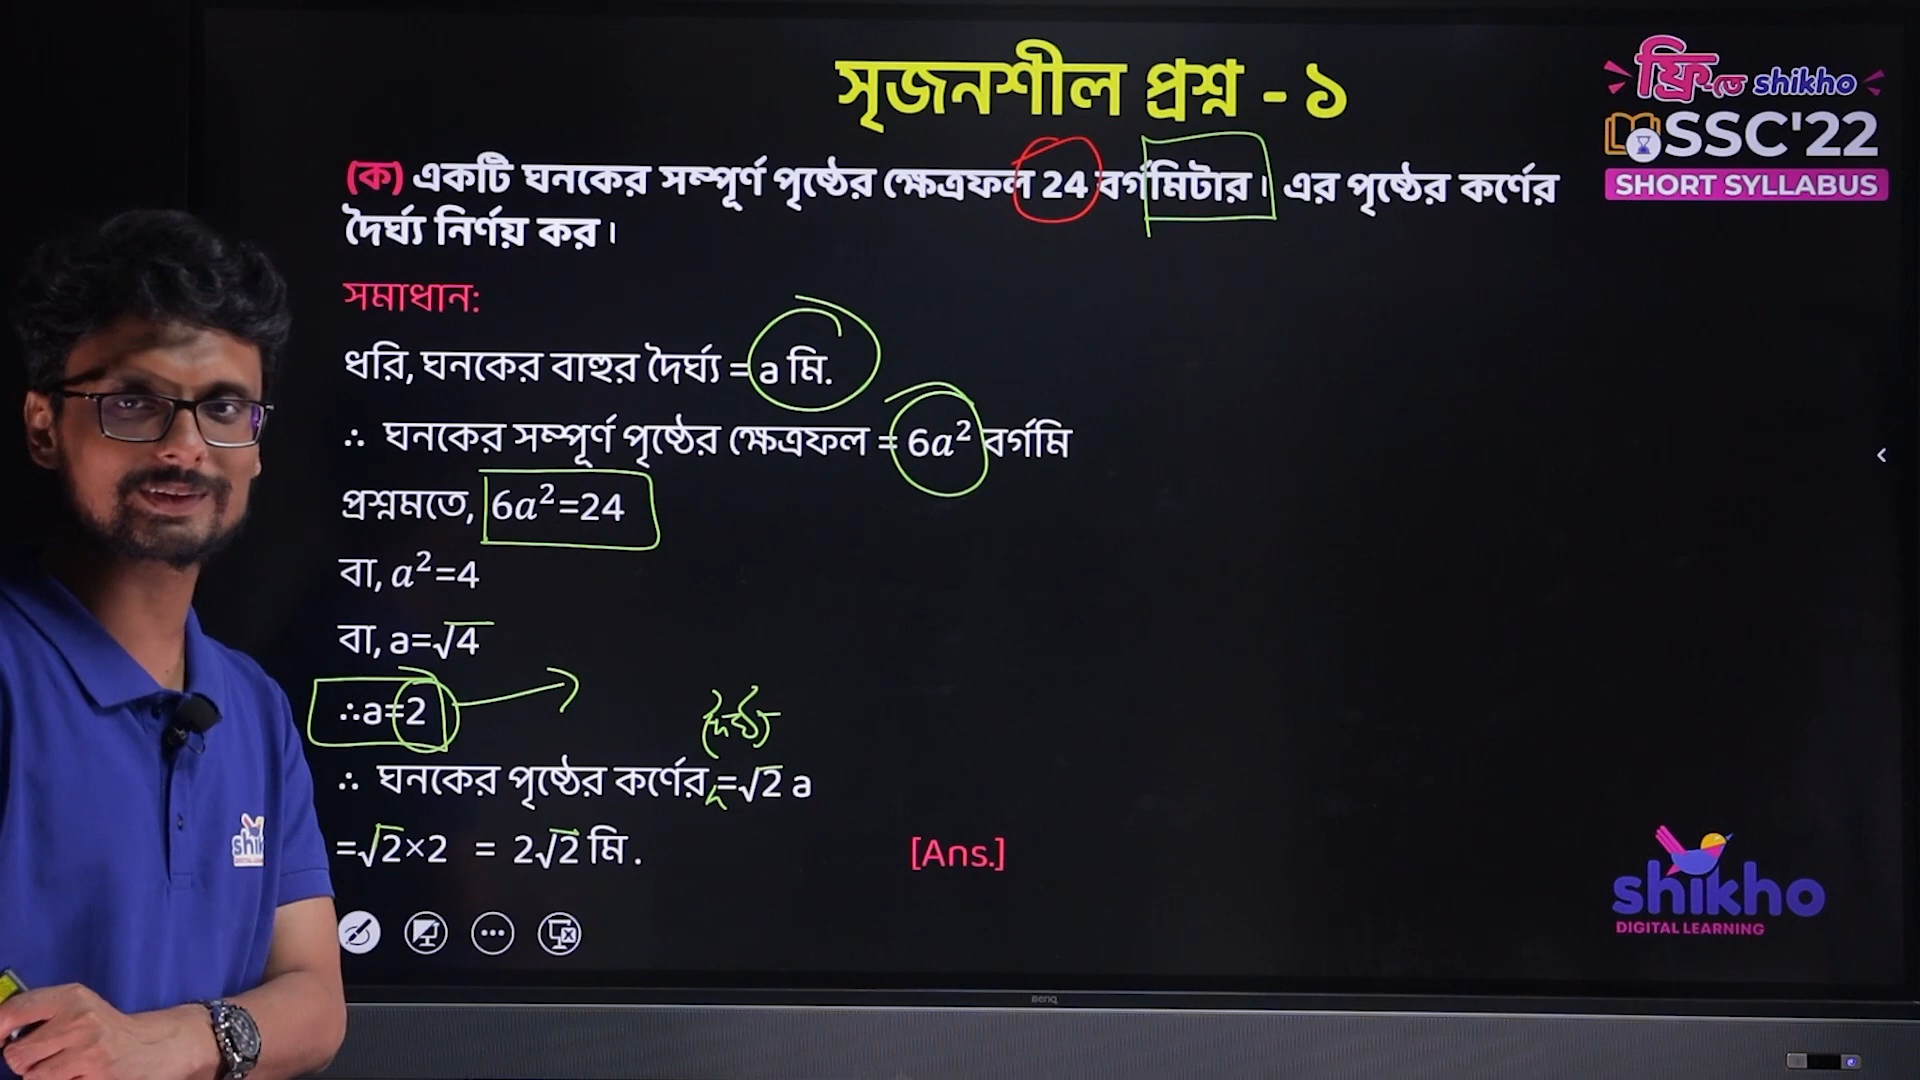 সৃজনশীল প্রশ্ন - ১
ফ্রি-তে shikho
SSC'22
SHORT SYLLABUS
(ক) একটি ঘনকের সম্পূর্ণ পৃষ্ঠের ক্ষেত্রফল 24 বর্গমিটার। এর পৃষ্ঠের কর্ণের
দৈর্ঘ্য নির্ণয় কর।
সমাধান:
ধরি, ঘনকের বাহুর দৈর্ঘ্য = a মি.
∴ ঘনকের সম্পূর্ণ পৃষ্ঠের ক্ষেত্রফল = 6a² বর্গমি
প্রশ্নমতে, 6a²=24
বা, a²=4
বা, a=√4
∴a=2
দৈর্ঘ্য
∴ ঘনকের পৃষ্ঠের কর্ণের =√2 a
=√2×2 = 2√2 মি. [Ans.]
shikho
DIGITAL LEARNING
BenQ